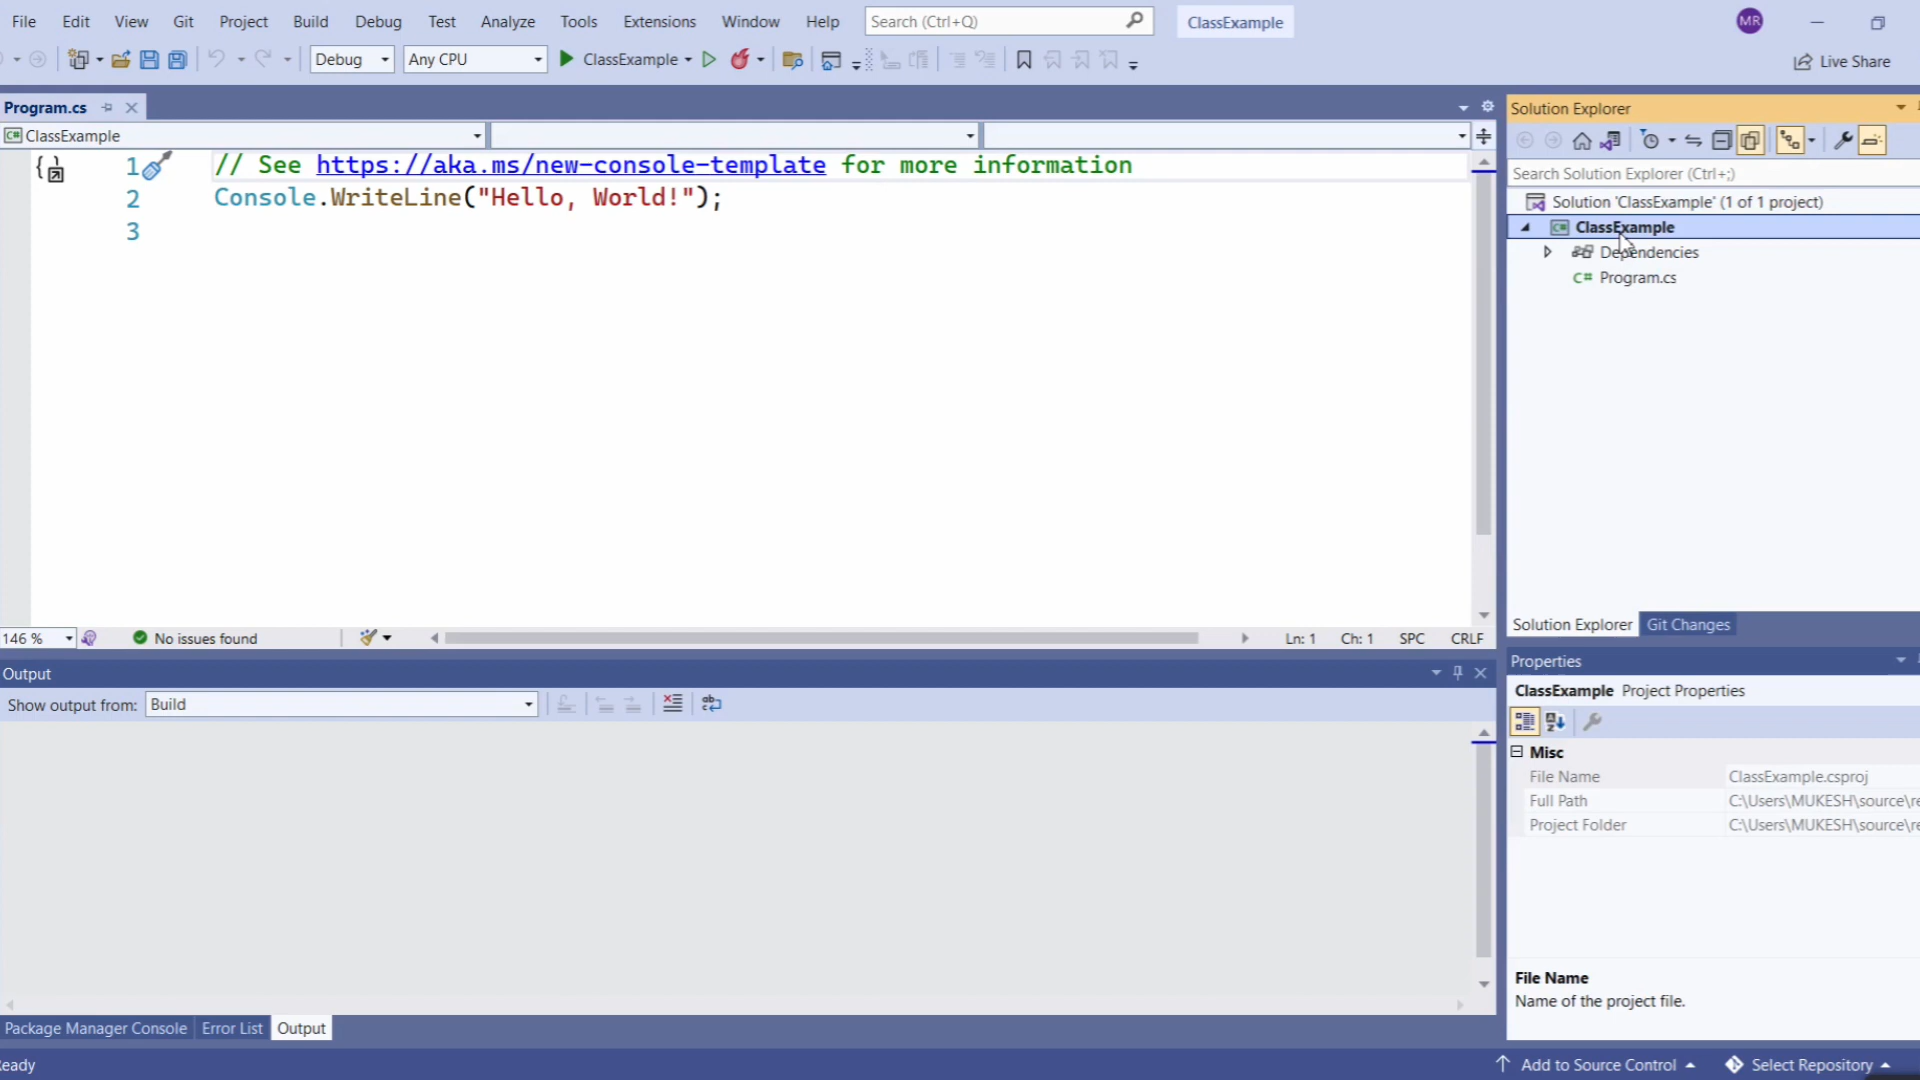 File Edit View Git Project Build Debug Test Analyze Tools Extensions Window Help Search (Ctrl+Q) ClassExample MR
Debug Any CPU ClassExample Live Share
Program.cs
ClassExample
1 // See https://aka.ms/new-console-template for more information
2 Console.WriteLine("Hello, World!");
3
146 % No issues found Ln: 1 Ch: 1 SPC CRLF
Output
Show output from: Build
Package Manager Console Error List Output
Solution Explorer
Search Solution Explorer (Ctrl+;)
Solution 'ClassExample' (1 of 1 project)
C# ClassExample
Dependencies
C# Program.cs
Solution Explorer Git Changes
Properties
ClassExample Project Properties
Misc
File Name ClassExample.csproj
Full Path C:\Users\MUKESH\source\re
Project Folder C:\Users\MUKESH\source\re
File Name
Name of the project file.
eady Add to Source Control Select Repository